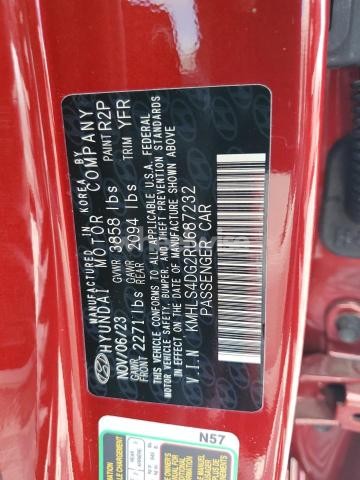 MANUFACTURED IN KOREA BY
HYUNDAI MOTOR COMPANY
NOV/06/23 GVWR 3858 lbs PAINT R2P
GAWR FRONT 2271 lbs GAWR REAR 2094 lbs TRIM YFR
THIS VEHICLE CONFORMS TO ALL APPLICABLE U.S.A. FEDERAL
MOTOR VEHICLE SAFETY, BUMPER, AND THEFT PREVENTION STANDARDS
IN EFFECT ON THE DATE OF MANUFACTURE SHOWN ABOVE.
V.I.N KMHLS4DG2RU687232
PASSENGER CAR
N57